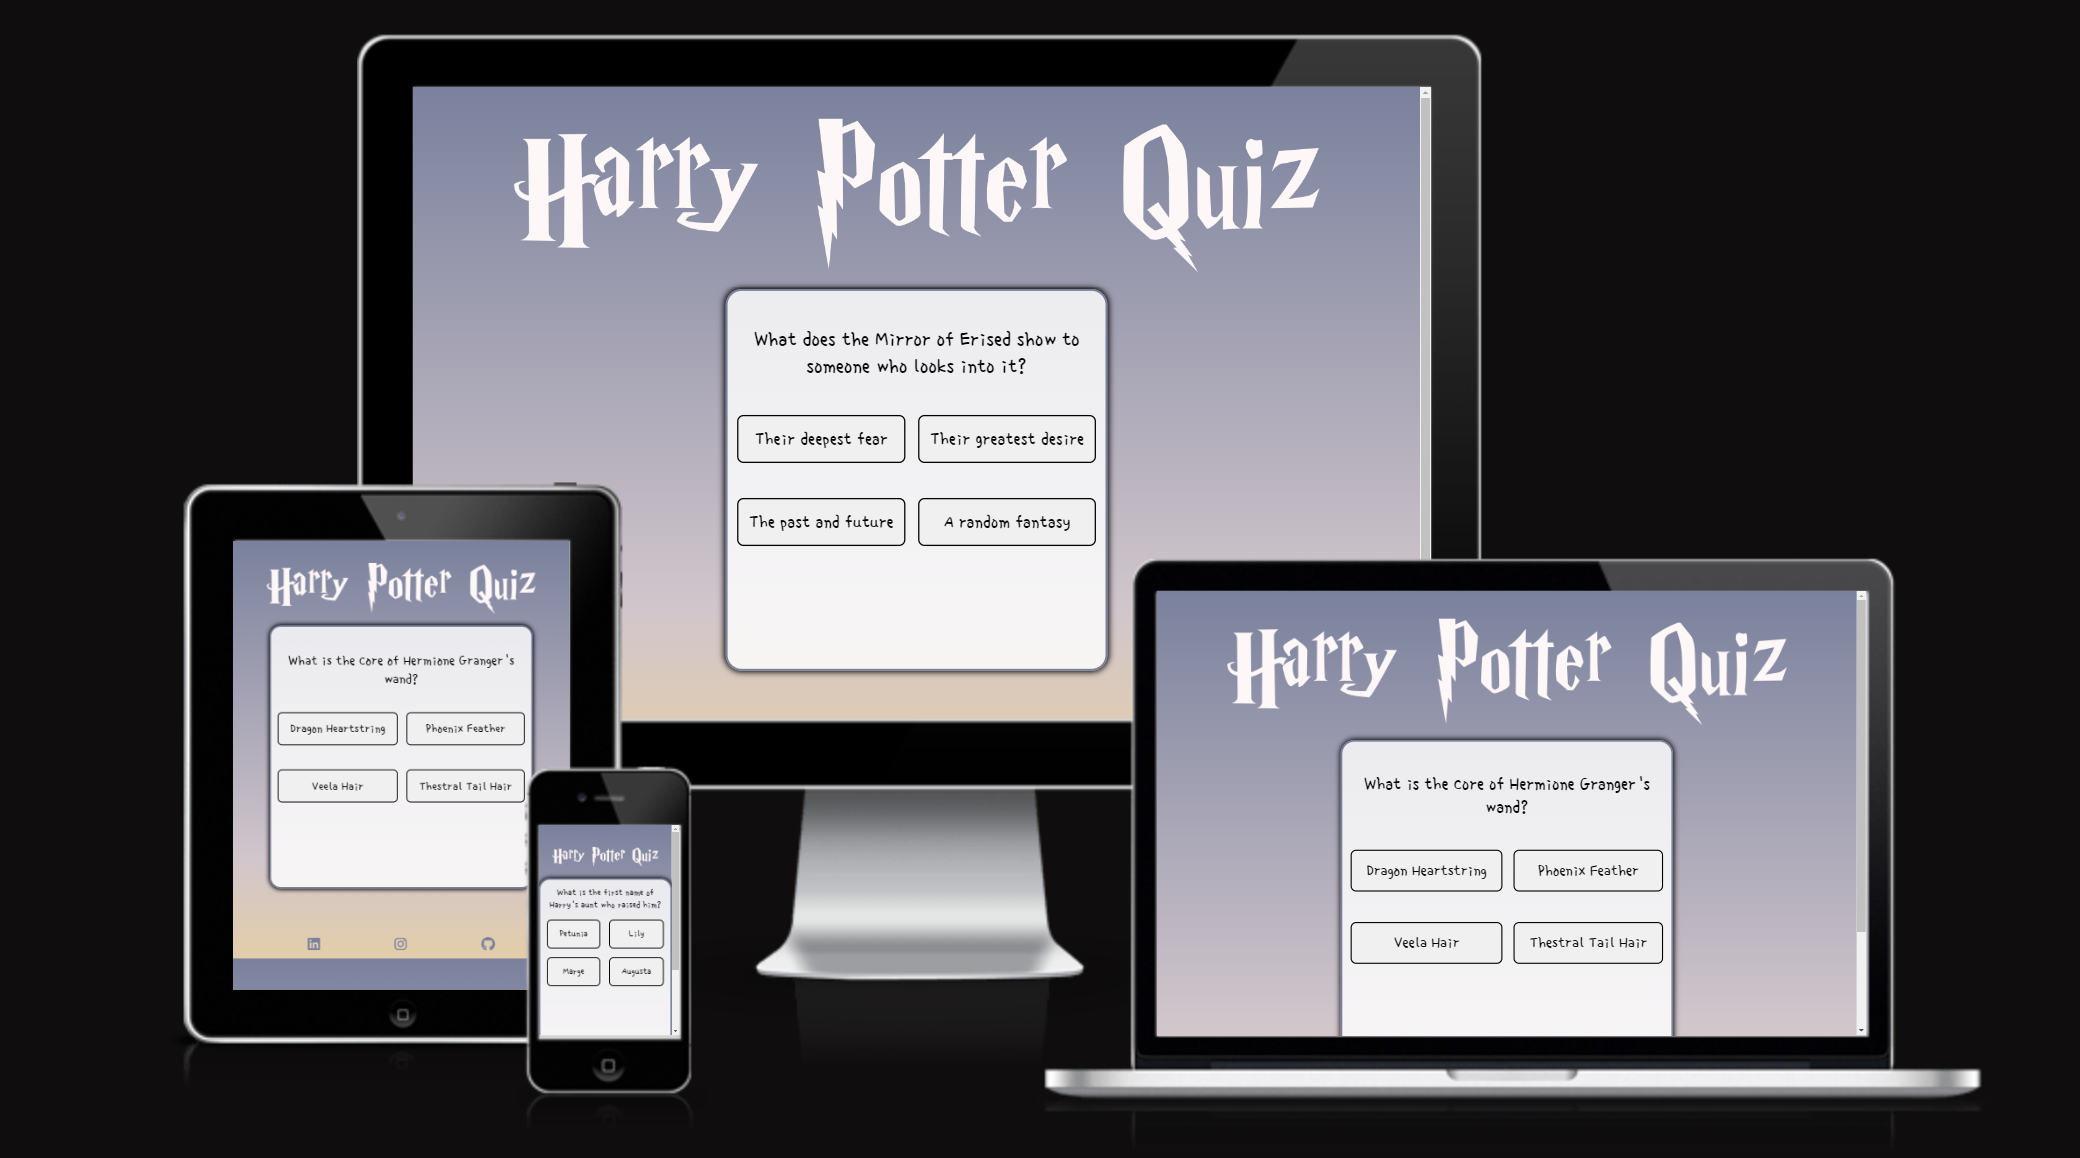 Harry Potter Quiz
What does the Mirror of Erised show to
someone who looks into it?
Their deepest fear
Their greatest desire
The past and future
A random fantasy
Harry Potter Quiz
What is the Core of Hermione Granger's
wand?
Dragon Heartstring
Phoenix Feather
Veela Hair
Thestral Tail Hair
in
Harry Potter Quiz
What is the first name of
Harry's aunt who raised him?
Petunia
Lily
Marge
Augusta
Harry Potter Quiz
What is the Core of Hermione Granger's
wand?
Dragon Heartstring
Phoenix Feather
Veela Hair
Thestral Tail Hair